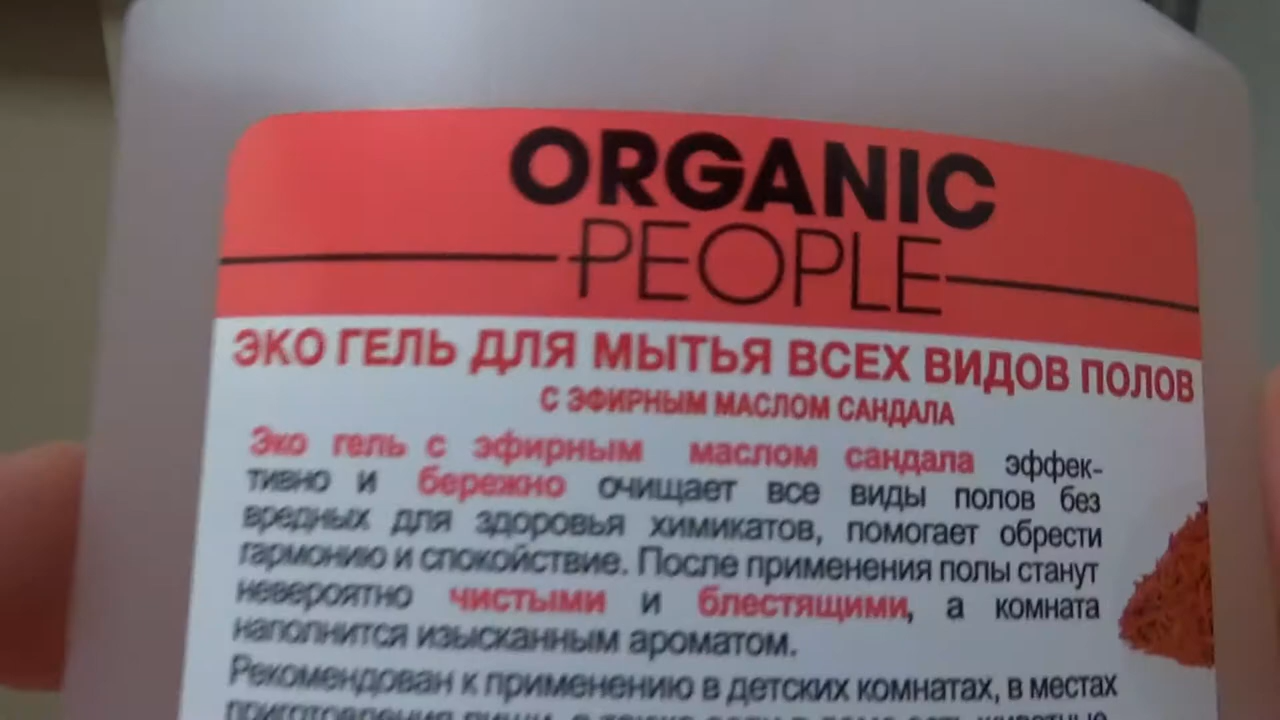 ORGANIC
PEOPLE
ЭКО ГЕЛЬ ДЛЯ МЫТЬЯ ВСЕХ ВИДОВ ПОЛОВ
С ЭФИРНЫМ МАСЛОМ САНДАЛА
Эко гель с эфирным маслом сандала эффек-
тивно и бережно очищает все виды полов без
вредных для здоровья химикатов, помогает обрести
гармонию и спокойствие. После применения полы станут
невероятно чистыми и блестящими, а комната
наполнится изысканным ароматом.
Рекомендован к применению в детских комнатах, в местах